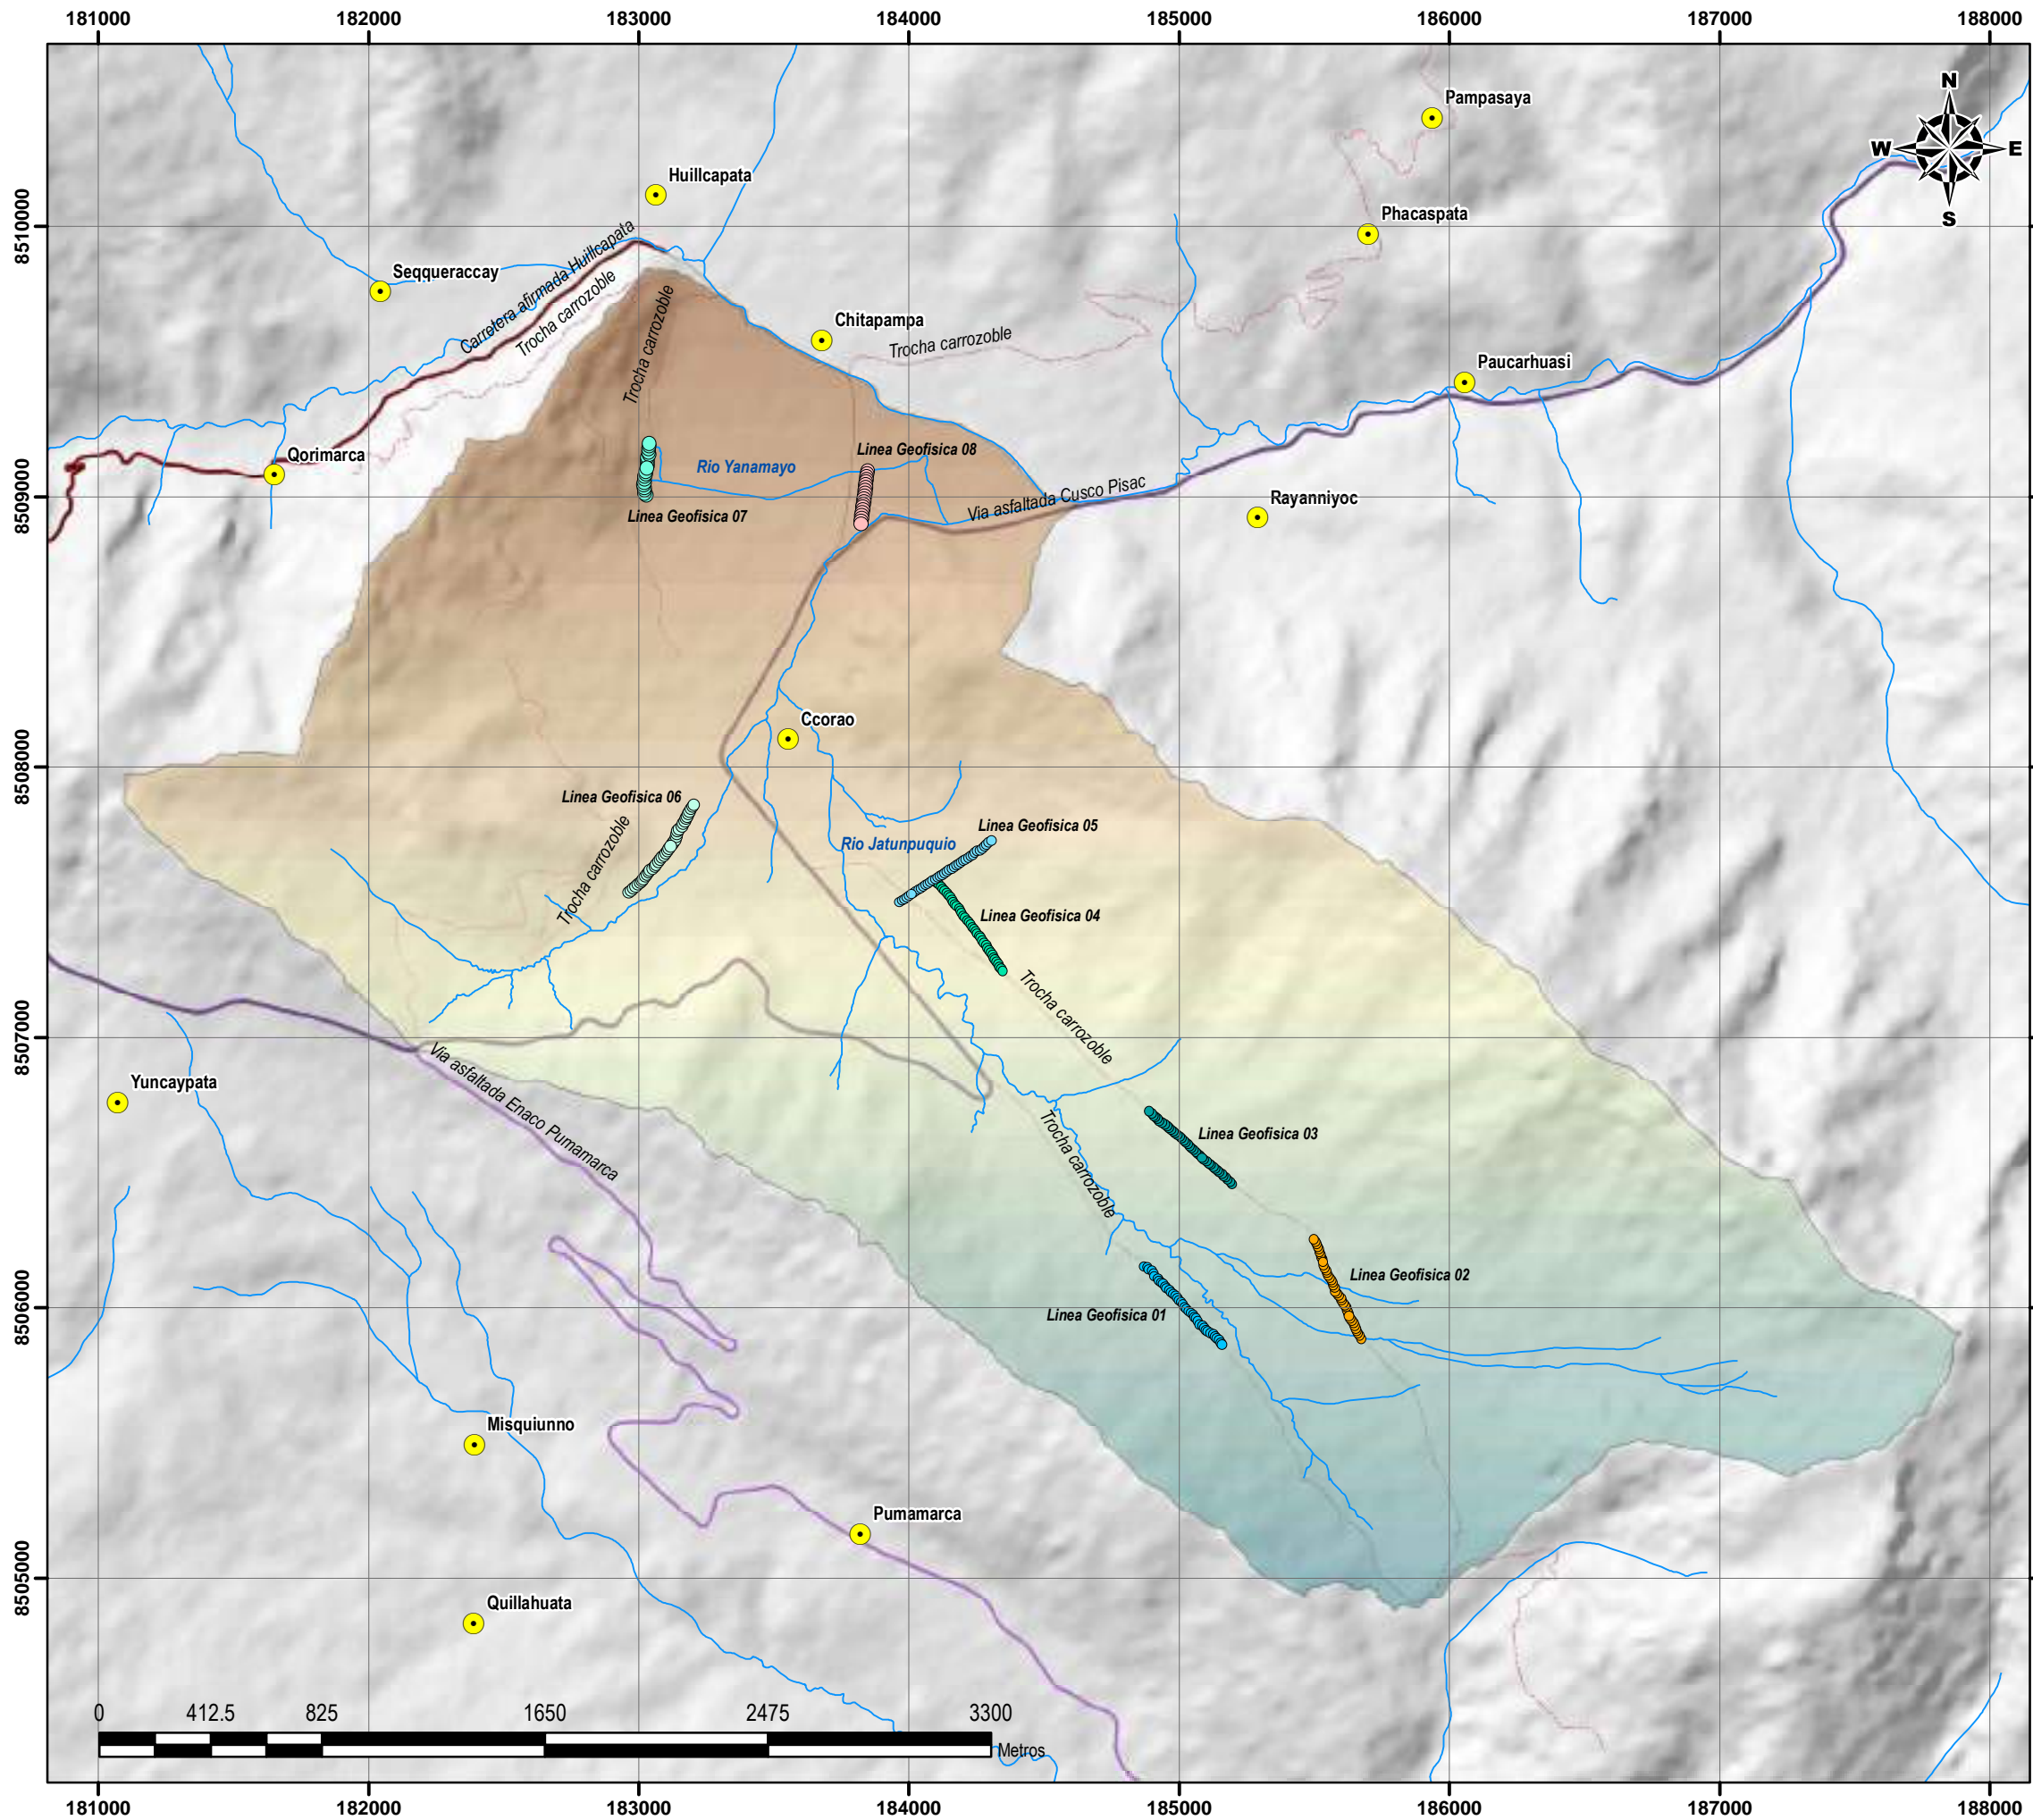 181000 182000 183000 184000 185000 186000 187000 188000
N
Pampasaya
W E
Huillcapata
S
Phacaspata
8510000
8510000
Carrotera afirmada Huillcapata
Seqqueraccay
Trocha carrozoble
Trocha carrozoble
Chitapampa
Trocha carrozoble
Paucarhuasi
Linea Geofisica 08
Qorimarca
Rio Yanamayo
Via asfaltada Cusco Pisac
Rayanniyoc
8509000
Linea Geofisica 07
Ccorao
8508000
Linea Geofisica 06
Trocha carrozoble
Linea Geofisica 05
Rio Jatunpuquio
Linea Geofisica 04
Trocha carrozoble
8507000
Via asfaltada Enaco Pumamarca
Yuncaypata
Trocha carrozoble
Linea Geofisica 03
Linea Geofisica 02
8506000
Linea Geofisica 01
Misquiunno
Pumamarca
8505000
Quillahuata
0 412.5 825 1650 2475 3300
Metros
181000 182000 183000 184000 185000 186000 187000 188000